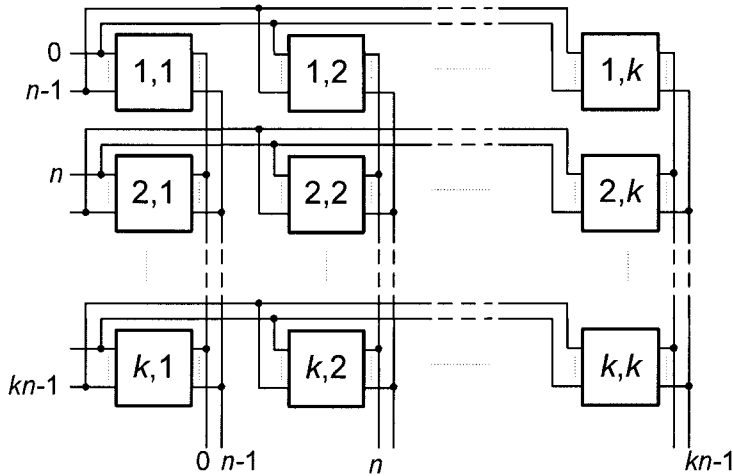 0
1,1 1,2 1,k
n-1
n
2,1 2,2 2,k
k,1 k,2 k,k
kn-1
0 n-1 n kn-1